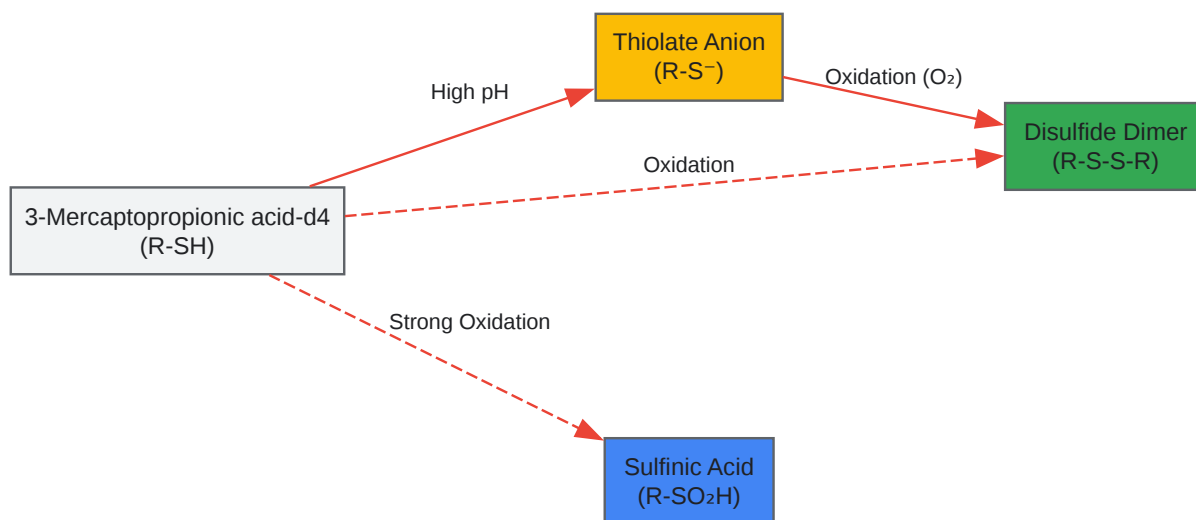 Thiolate Anion
(R-S⁻)
High pH
Oxidation (O₂)
Disulfide Dimer
(R-S-S-R)
Oxidation
3-Mercaptopropionic acid-d4
(R-SH)
Strong Oxidation
Sulfinic Acid
(R-SO₂H)